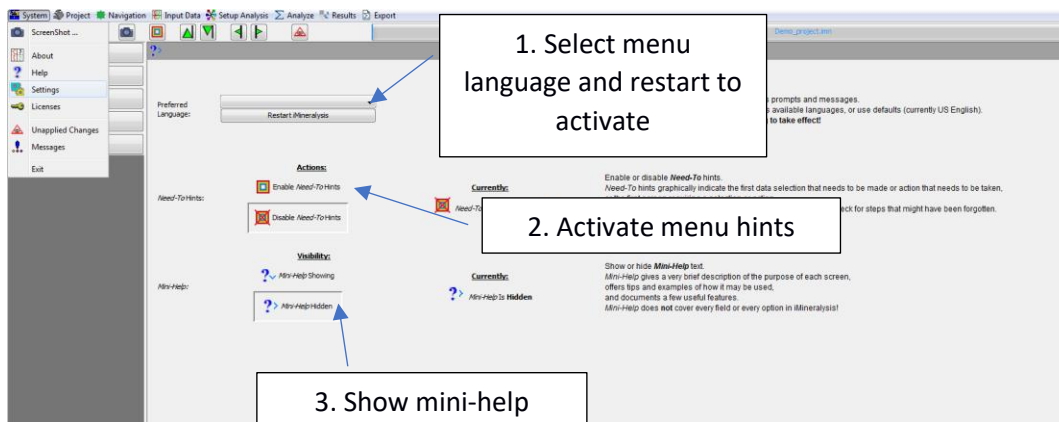 System Project Navigation Input Data Setup Analysis Analyze Results Export
ScreenShot ...
Demo_project.imn
About
Help
Settings
Licenses
Unapplied Changes
Messages
Exit
1. Select menu
language and restart to
activate
Preferred
Language:
Restart iMineralysis
prompts and messages.
available languages, or use defaults (currently US English).
to take effect!
Actions:
Need-To Hints:
Enable Need-To Hints
Disable Need-To Hints
Currently:
Need-To
Enable or disable Need-To hints.
Need-To hints graphically indicate the first data selection that needs to be made or action that needs to be taken,
for steps that might have been forgotten.
2. Activate menu hints
Visibility:
Mini-Help:
Mini-Help Showing
Mini-Help Hidden
Currently:
Mini-Help Is Hidden
Show or hide Mini-Help text.
Mini-Help gives a very brief description of the purpose of each screen,
offers tips and examples of how it may be used,
and documents a few useful features.
Mini-Help does not cover every field or every option in iMineralysis!
3. Show mini-help